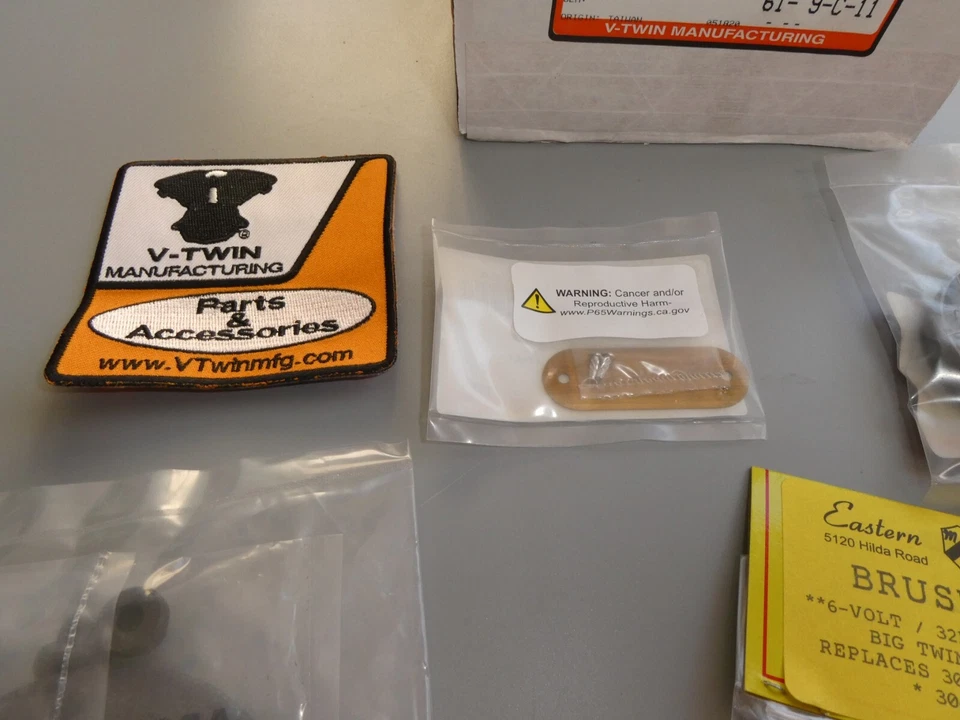 61- 9-C-11
ORIGIN: TAIWAN 051820
V-TWIN MANUFACTURING
V-TWIN
MANUFACTURING
Parts
&
Accessories
www.VTwinmfg.com
WARNING: Cancer and/or
Reproductive Harm-
www.P65Warnings.ca.gov
Eastern
5120 Hilda Road
BRUS
**6-VOLT / 32
BIG TWIN
REPLACES 30
* 30